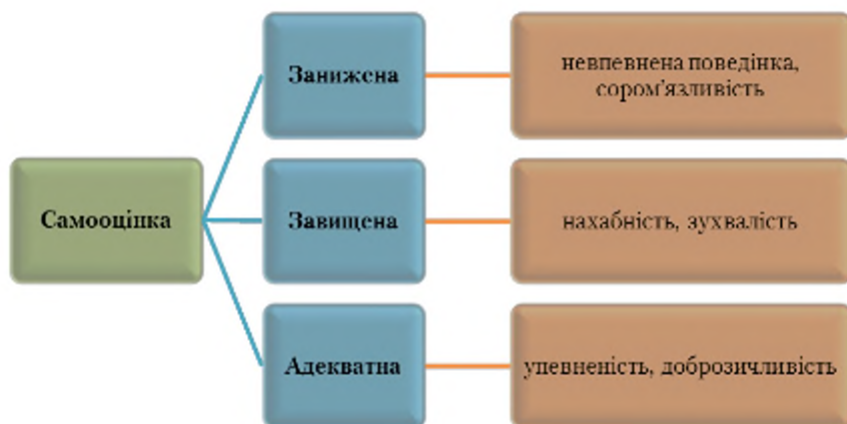 Самооцінка
Занижена
невпевнена поведінка,
сором'язливість
Завищена
нахабність, зухвалість
Адекватна
упевненість, доброзичливість